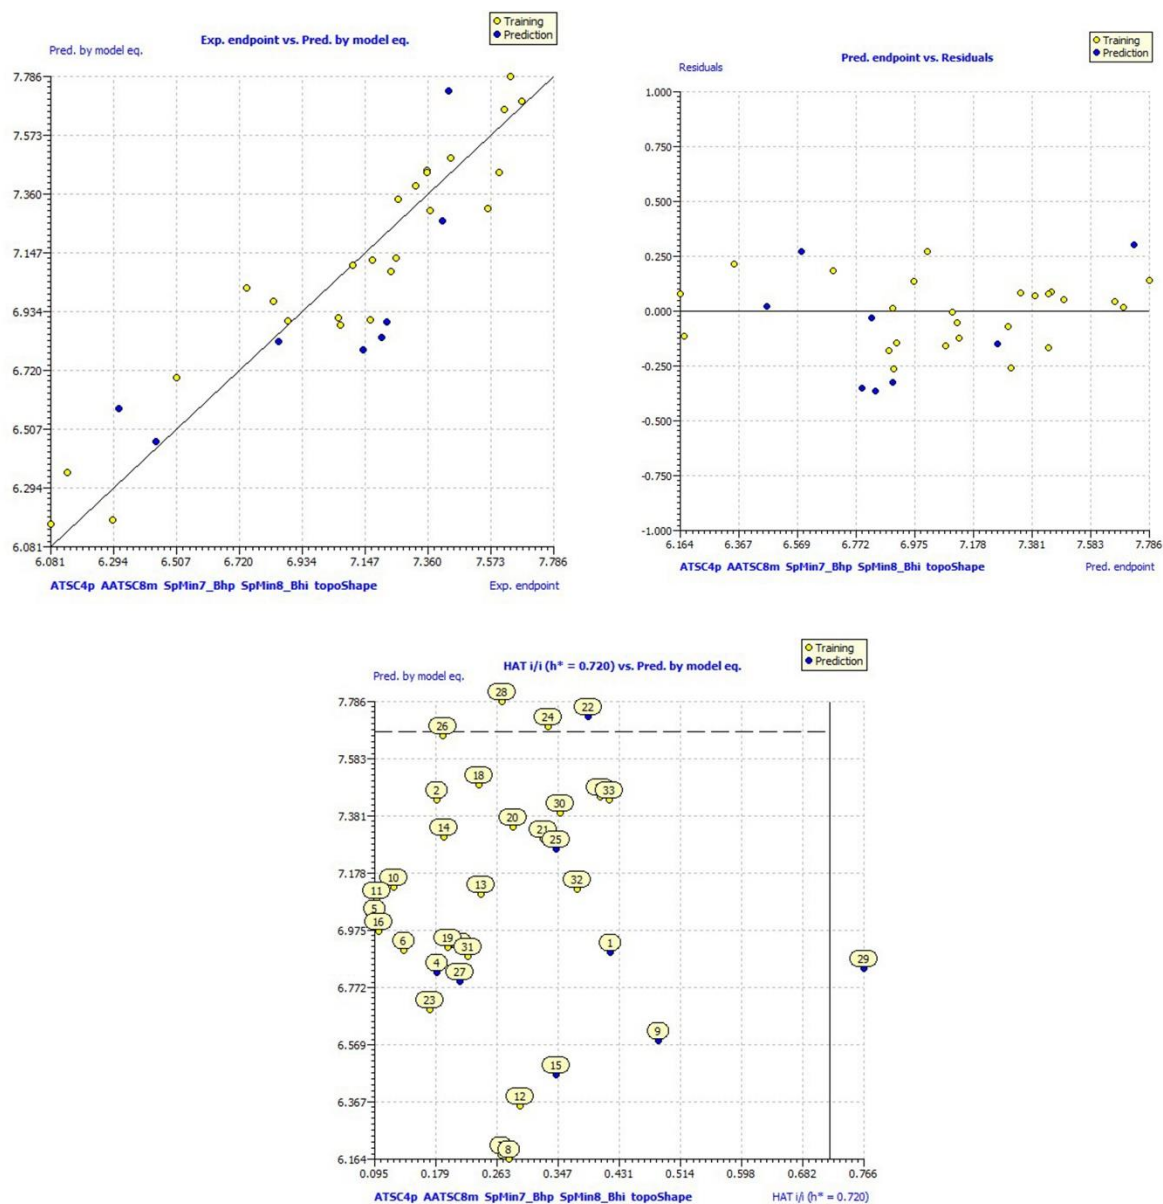 Exp. endpoint vs. Pred. by model eq.
Training
Prediction
Pred. by model eq.
7.786
7.573
7.360
7.147
6.934
6.720
6.507
6.294
6.081
6.081 6.294 6.507 6.720 6.934 7.147 7.360 7.573 7.786
ATSC4p AATSC8m SpMin7_Bhp SpMin8_Bhi topoShape
Exp. endpoint
Pred. endpoint vs. Residuals
Training
Prediction
Residuals
1.000
0.750
0.500
0.250
0.000
-0.250
-0.500
-0.750
-1.000
6.164 6.367 6.569 6.772 6.975 7.178 7.381 7.583 7.786
ATSC4p AATSC8m SpMin7_Bhp SpMin8_Bhi topoShape
Pred. endpoint
HAT i/i (h* = 0.720) vs. Pred. by model eq.
Training
Prediction
Pred. by model eq.
28
22
24
7.786
26
7.583
18
2
33
30
7.381
20
14
21
25
7.178
10
13
32
11
5
16
6.975
6
19
31
1
4
27
29
6.772
23
9
6.569
15
12
6.367
8
6.164
0.095 0.179 0.263 0.347 0.431 0.514 0.598 0.682 0.766
ATSC4p AATSC8m SpMin7_Bhp SpMin8_Bhi topoShape
HAT i/i (h* = 0.720)